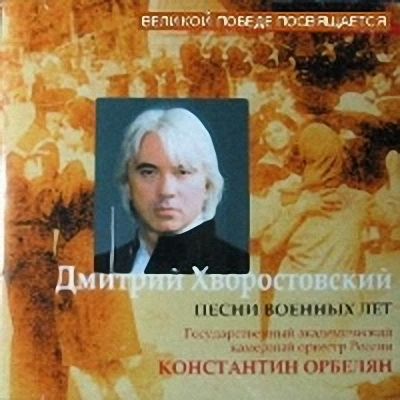 ВЕЛИКОЙ ПОБЕДЕ ПОСВЯЩАЕТСЯ
Дмитрий Хворостовский
ПЕСНИ ВОЕННЫХ ЛЕТ
Государственный академический
камерный оркестр России
КОНСТАНТИН ОРБЕЛЯН